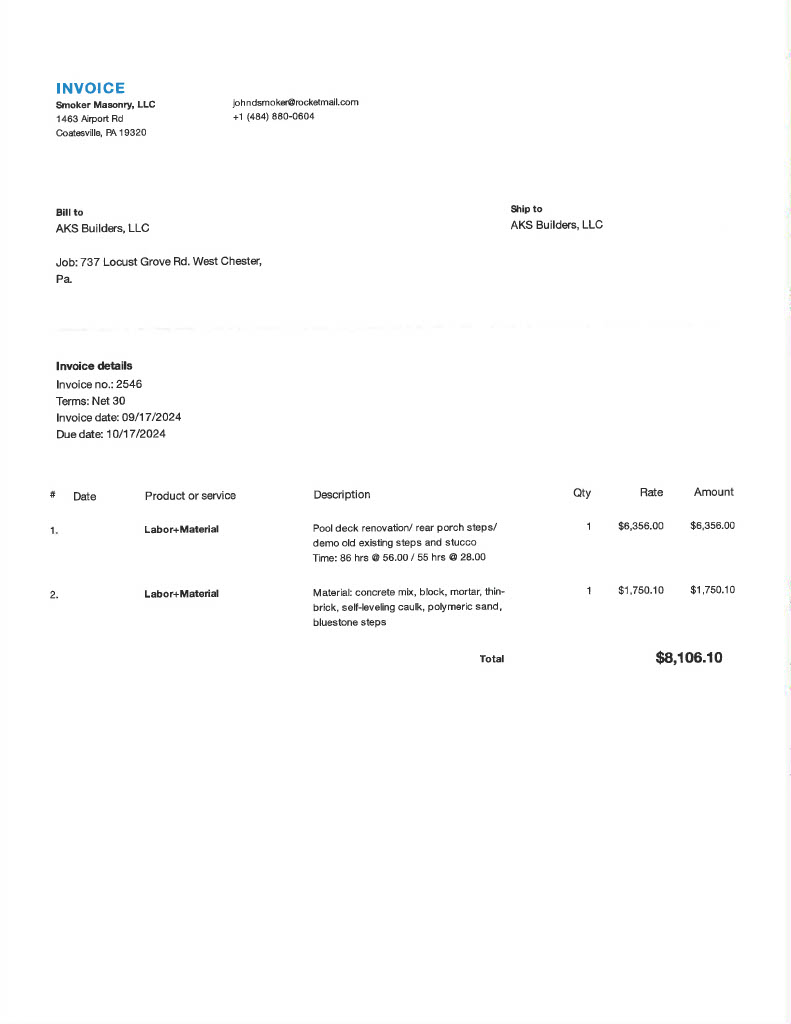 INVOICE
Smoker Masonry, LLC
1463 Airport Rd
Coatesville, PA 19320
johndsmoker@rocketmail.com
+1 (484) 880-0604
Bill to
AKS Builders, LLC
Job: 737 Locust Grove Rd. West Chester,
Pa.
Ship to
AKS Builders, LLC
Invoice details
Invoice no.: 2546
Terms: Net 30
Invoice date: 09/17/2024
Due date: 10/17/2024
# Date Product or service Description Qty Rate Amount
1. Labor+Material Pool deck renovation/ rear porch steps/ 1 $6,356.00 $6,356.00
demo old existing steps and stucco
Time: 86 hrs @ 56.00 / 55 hrs @ 28.00
2. Labor+Material Material: concrete mix, block, mortar, thin- 1 $1,750.10 $1,750.10
brick, self-leveling caulk, polymeric sand,
bluestone steps
Total $8,106.10